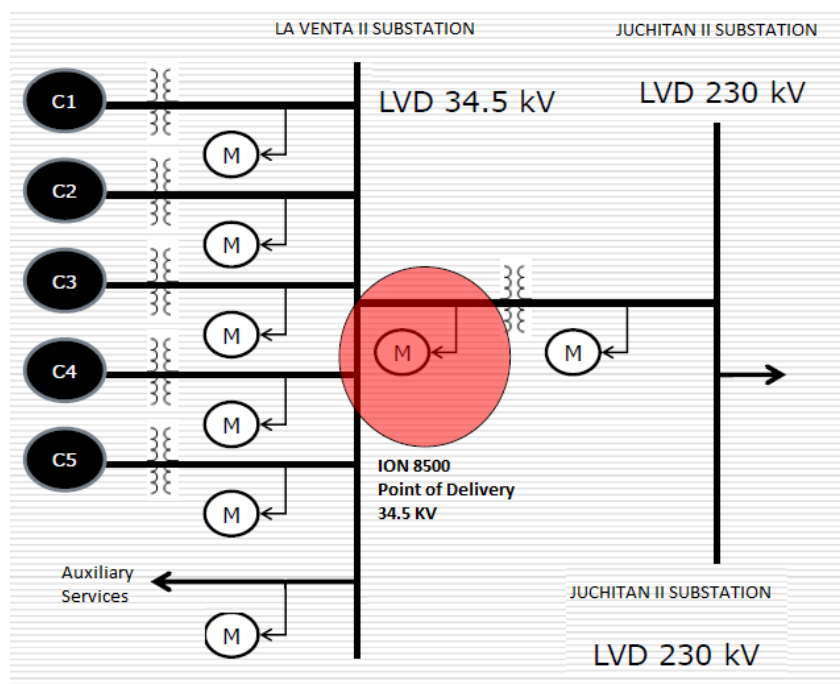 LA VENTA II SUBSTATION
JUCHITAN II SUBSTATION
LVD 34.5 kV
LVD 230 kV
C1
M
C2
M
C3
M
M
M
C4
M
C5
M
ION 8500
Point of Delivery
34.5 KV
Auxiliary
Services
M
JUCHITAN II SUBSTATION
LVD 230 kV